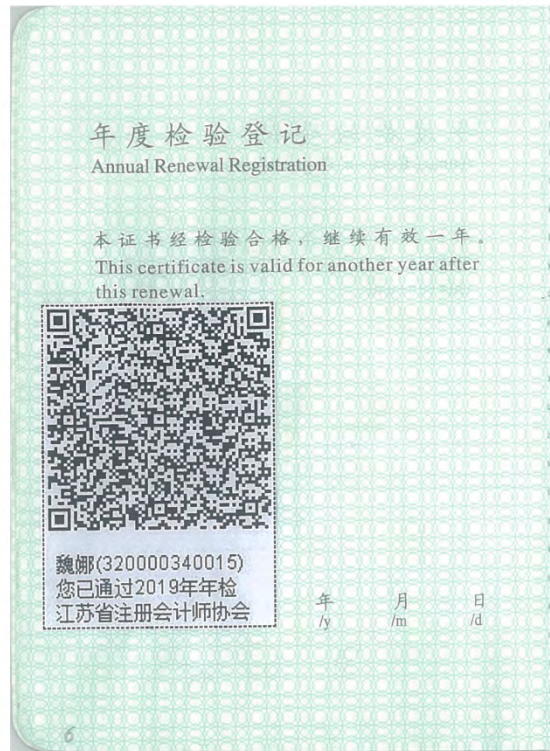 年度检验登记
Annual Renewal Registration
本证书经检验合格，继续有效一年。
This certificate is valid for another year after
this renewal.
魏娜(320000340015)
您已通过2019年年检
江苏省注册会计师协会
年 月 日
/y /m /d
6